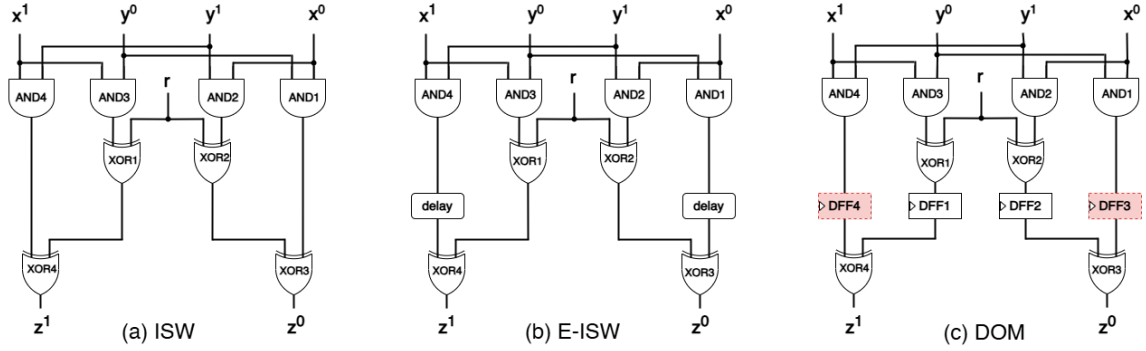 x¹ y⁰ y¹ x⁰
r
AND4 AND3 AND2 AND1
XOR1 XOR2
XOR4 XOR3
z¹ z⁰
(a) ISW
x¹ y⁰ y¹ x⁰
r
AND4 AND3 AND2 AND1
XOR1 XOR2
delay delay
XOR4 XOR3
z¹ z⁰
(b) E-ISW
x¹ y⁰ y¹ x⁰
r
AND4 AND3 AND2 AND1
XOR1 XOR2
DFF4 DFF1 DFF2 DFF3
XOR4 XOR3
z¹ z⁰
(c) DOM